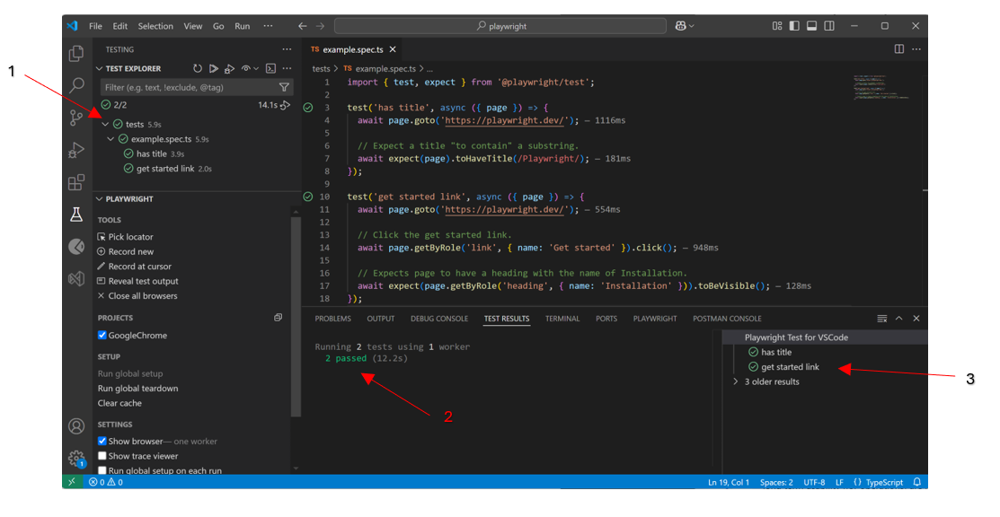 File Edit Selection View Go Run ··· playwright
TESTING ···
TEST EXPLORER ···
Filter (e.g. text, !exclude, @tag)
2/2 14.1s
tests 5.9s
example.spec.ts 5.9s
has title 3.9s
get started link 2.0s
PLAYWRIGHT
TOOLS
Pick locator
Record new
Record at cursor
Reveal test output
Close all browsers
PROJECTS
GoogleChrome
SETUP
Run global setup
Run global teardown
Clear cache
SETTINGS
Show browser— one worker
Show trace viewer
Run global setup on each run
TS example.spec.ts
tests > TS example.spec.ts > ...
1 import { test, expect } from '@playwright/test';
2
3 test('has title', async ({ page }) => {
4 await page.goto('https://playwright.dev/'); — 1116ms
5
6 // Expect a title "to contain" a substring.
7 await expect(page).toHaveTitle(/Playwright/); — 181ms
8 });
9
10 test('get started link', async ({ page }) => {
11 await page.goto('https://playwright.dev/'); — 554ms
12
13 // Click the get started link.
14 await page.getByRole('link', { name: 'Get started' }).click(); — 948ms
15
16 // Expects page to have a heading with the name of Installation.
17 await expect(page.getByRole('heading', { name: 'Installation' })).toBeVisible(); — 128ms
18 });
PROBLEMS OUTPUT DEBUG CONSOLE TEST RESULTS TERMINAL PORTS PLAYWRIGHT POSTMAN CONSOLE
Running 2 tests using 1 worker
2 passed (12.2s)
Playwright Test for VSCode
has title
get started link
3 older results
1
2
3
1
0 0 Ln 19, Col 1 Spaces: 2 UTF-8 LF {} TypeScript